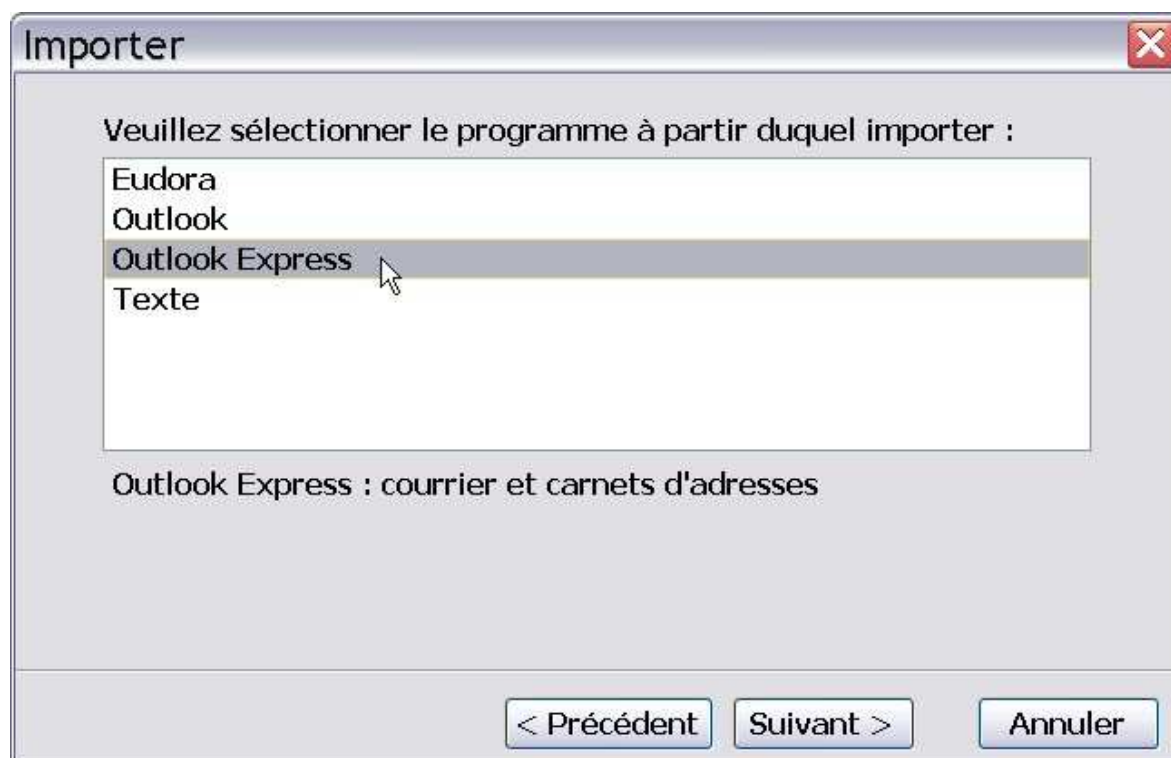 Importer
Veuillez sélectionner le programme à partir duquel importer :
Eudora
Outlook
Outlook Express
Texte
Outlook Express : courrier et carnets d'adresses
< Précédent Suivant > Annuler